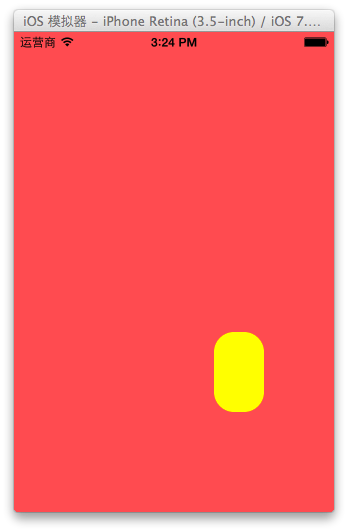 iOS 模拟器 – iPhone Retina (3.5-inch) / iOS 7....
运营商 3:24 PM